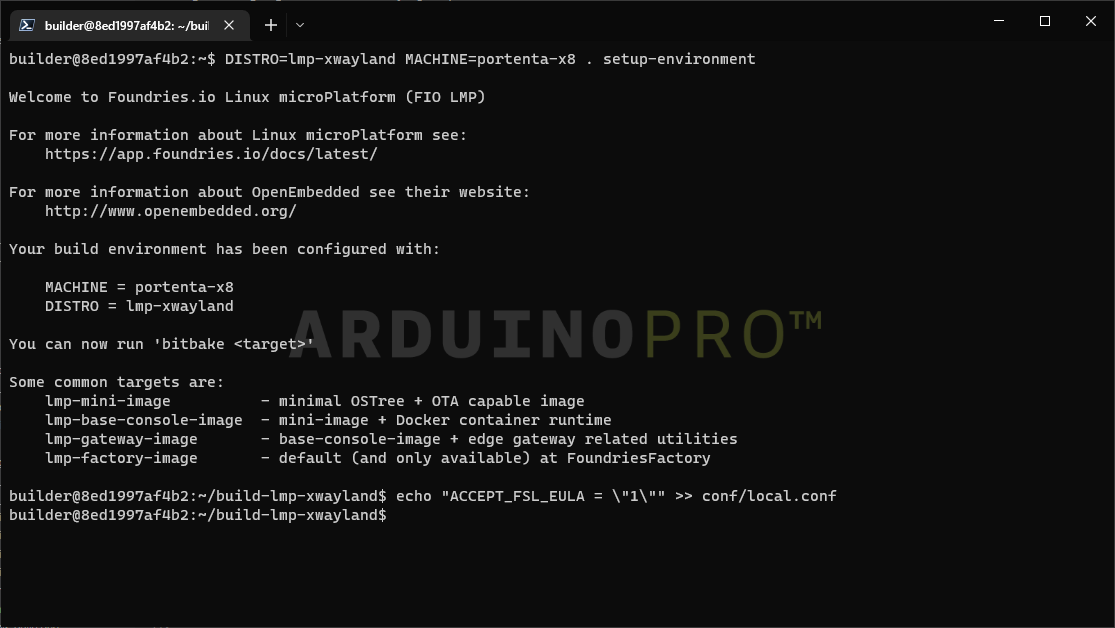 builder@8ed1997af4b2: ~/bui
builder@8ed1997af4b2:~$ DISTRO=lmp-xwayland MACHINE=portenta-x8 . setup-environment
Welcome to Foundries.io Linux microPlatform (FIO LMP)
For more information about Linux microPlatform see:
    https://app.foundries.io/docs/latest/
For more information about OpenEmbedded see their website:
    http://www.openembedded.org/
Your build environment has been configured with:
    MACHINE = portenta-x8
    DISTRO = lmp-xwayland
ARDUINOPRO™
You can now run 'bitbake <target>'
Some common targets are:
    lmp-mini-image          - minimal OSTree + OTA capable image
    lmp-base-console-image  - mini-image + Docker container runtime
    lmp-gateway-image       - base-console-image + edge gateway related utilities
    lmp-factory-image       - default (and only available) at FoundriesFactory
builder@8ed1997af4b2:~/build-lmp-xwayland$ echo "ACCEPT_FSL_EULA = \"1\"" >> conf/local.conf
builder@8ed1997af4b2:~/build-lmp-xwayland$